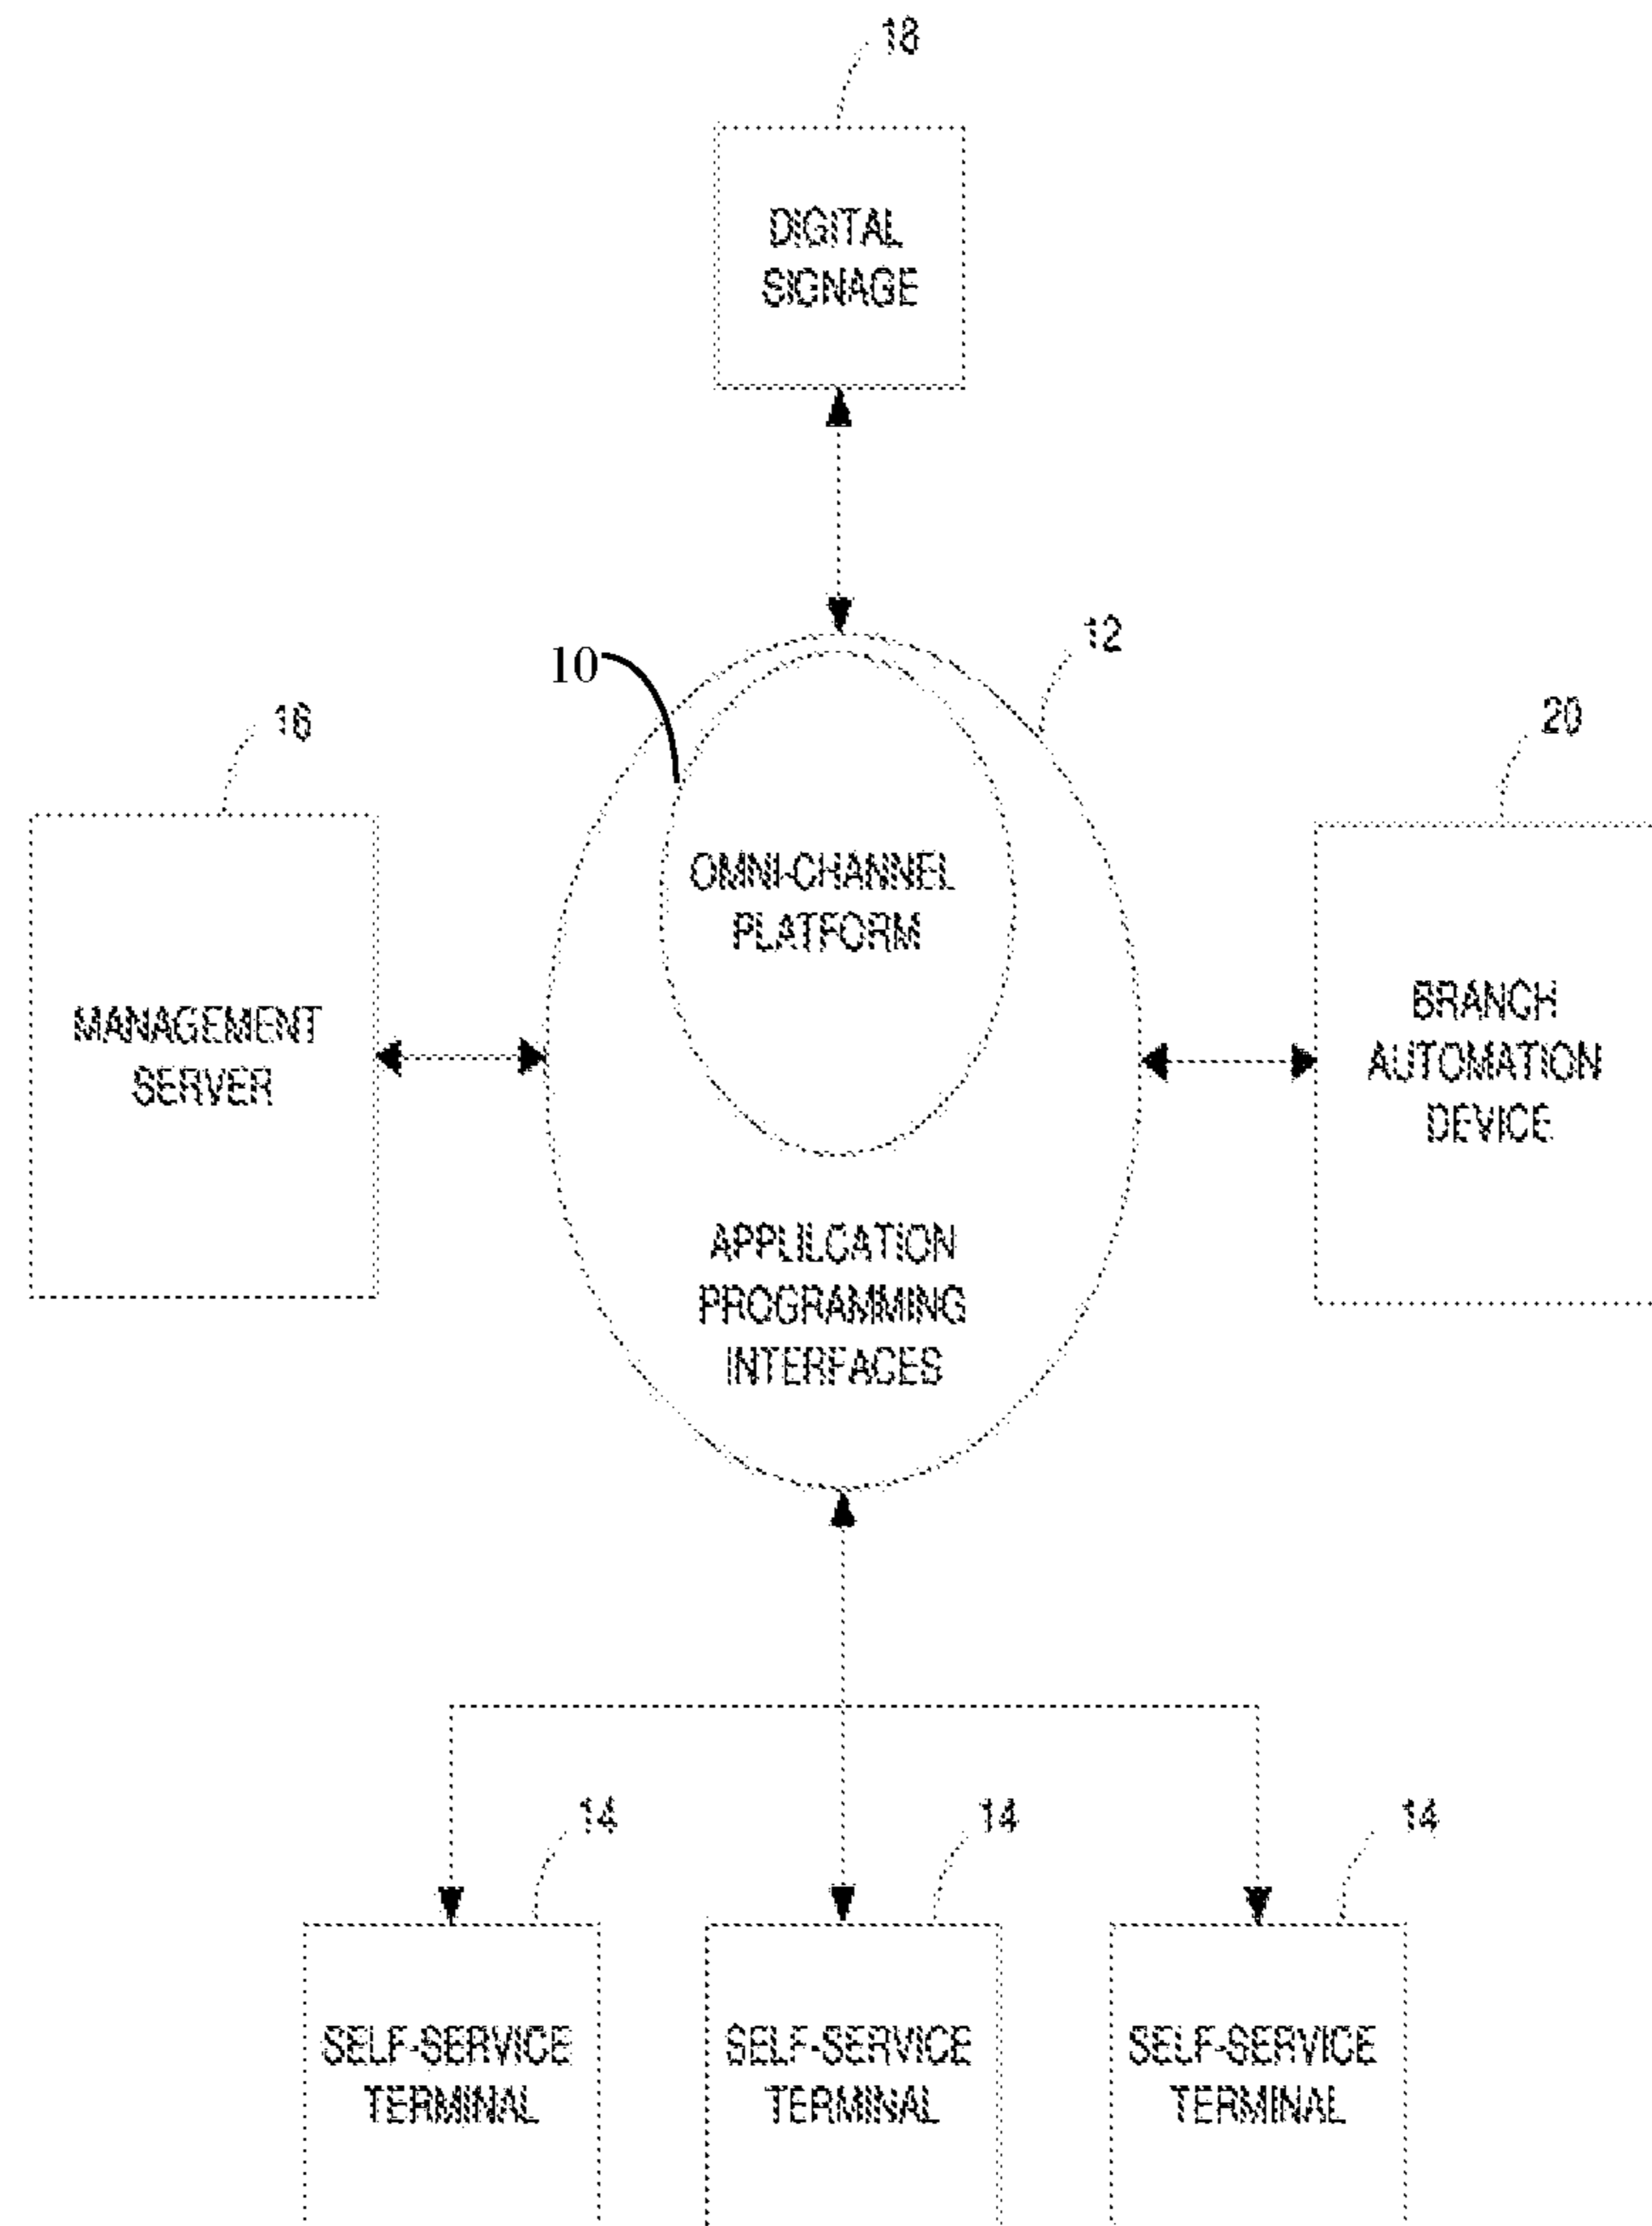 18
DIGITAL
SIGNAGE
10
12
16
20
OMNI-CHANNEL
PLATFORM
MANAGEMENT
SERVER
BRANCH
AUTOMATION
DEVICE
APPLILCATION
PROGRAMMING
INTERFACES
14
14
14
SELF-SERVICE
TERMINAL
SELF-SERVICE
TERMINAL
SELF-SERVICE
TERMINAL